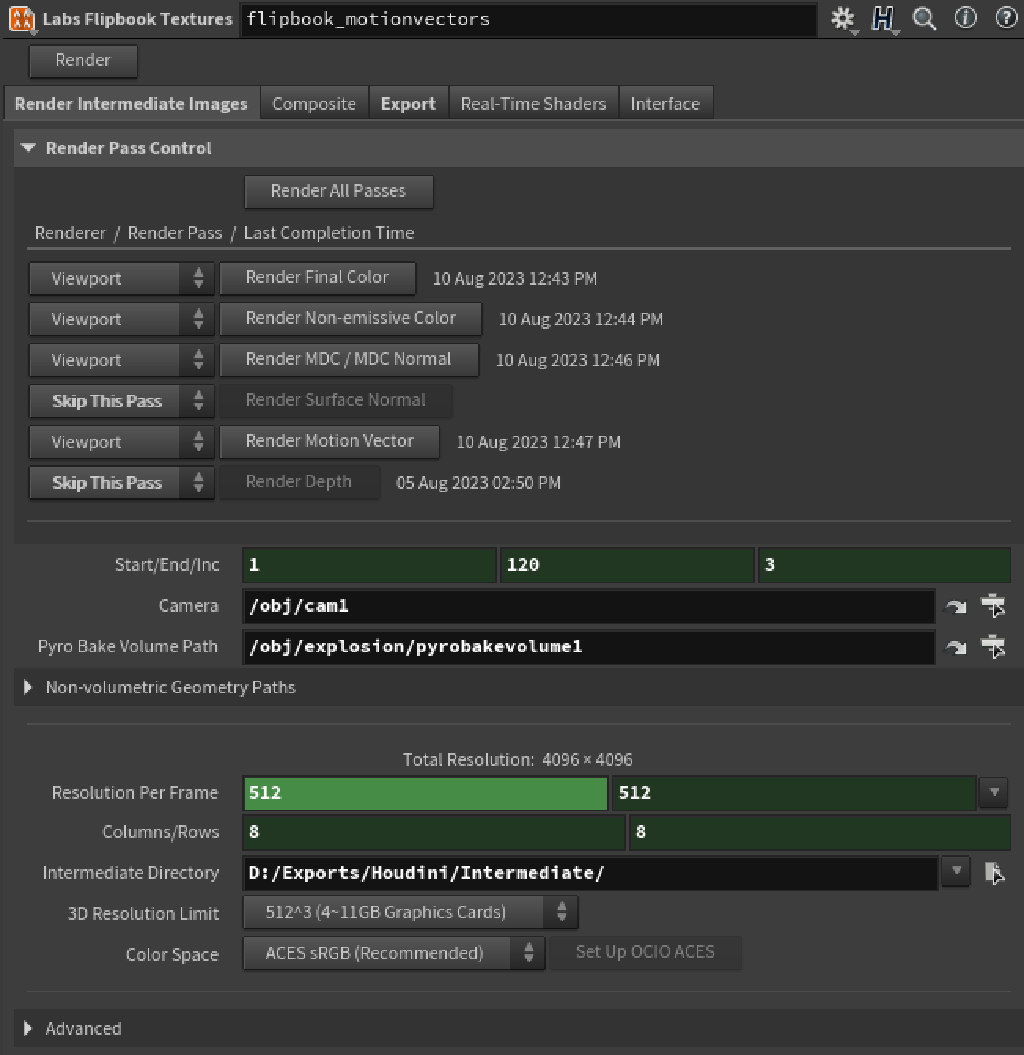 Labs Flipbook Textures flipbook_motionvectors
Render
Render Intermediate Images Composite Export Real-Time Shaders Interface
Render Pass Control
Render All Passes
Renderer / Render Pass / Last Completion Time
Viewport Render Final Color 10 Aug 2023 12:43 PM
Viewport Render Non-emissive Color 10 Aug 2023 12:44 PM
Viewport Render MDC / MDC Normal 10 Aug 2023 12:46 PM
Skip This Pass Render Surface Normal
Viewport Render Motion Vector 10 Aug 2023 12:47 PM
Skip This Pass Render Depth 05 Aug 2023 02:50 PM
Start/End/Inc 1 120 3
Camera /obj/cam1
Pyro Bake Volume Path /obj/explosion/pyrobakevolume1
Non-volumetric Geometry Paths
Total Resolution: 4096 × 4096
Resolution Per Frame 512 512
Columns/Rows 8 8
Intermediate Directory D:/Exports/Houdini/Intermediate/
3D Resolution Limit 512^3 (4~11GB Graphics Cards)
Color Space ACES sRGB (Recommended) Set Up OCIO ACES
Advanced